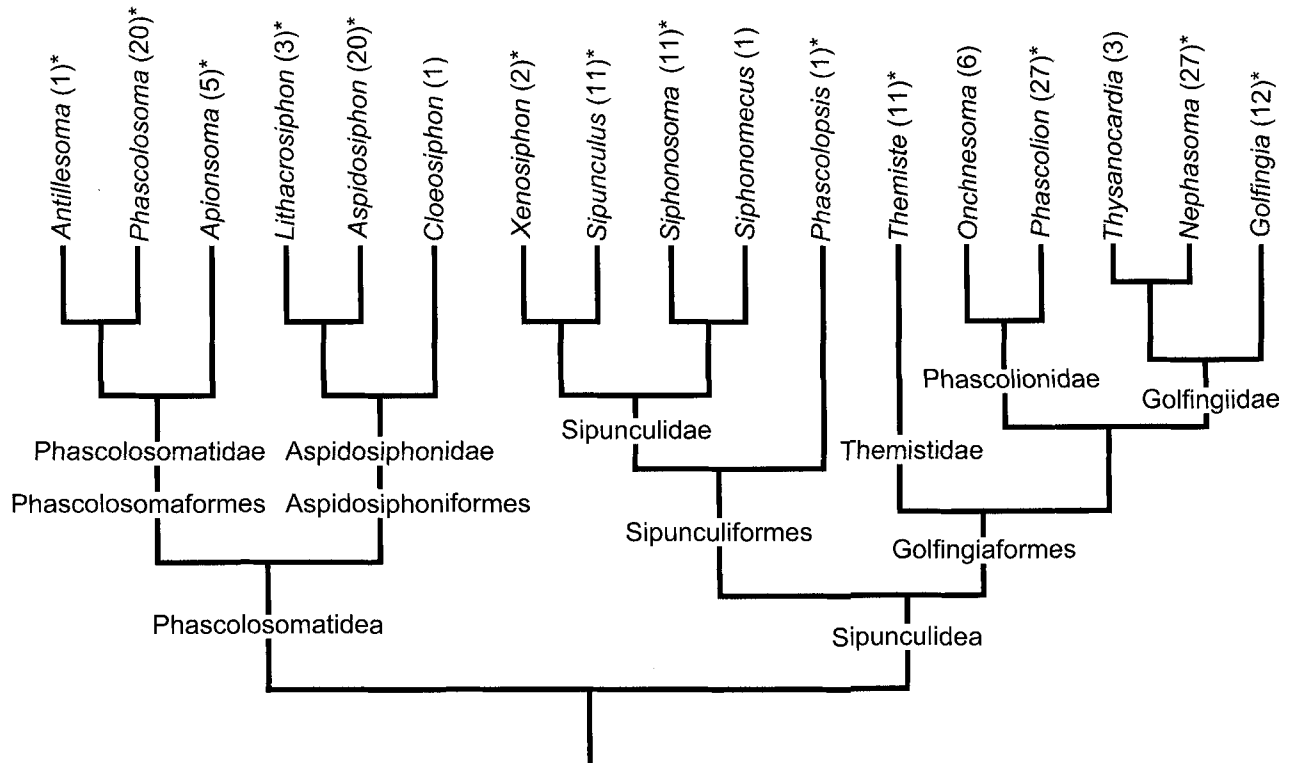 Antillesoma (1)*
Phascolosoma (20)*
Apionsoma (5)*
Lithacrosiphon (3)*
Aspidosiphon (20)*
Cloeosiphon (1)
Xenosiphon (2)*
Sipunculus (11)*
Siphonosoma (11)*
Siphonomecus (1)
Phascolopsis (1)*
Themiste (11)*
Onchnesoma (6)
Phascolion (27)*
Thysanocardia (3)
Nephasoma (27)*
Golfingia (12)*
Phascolionidae
Golfingiidae
Sipunculidae
Phascolosomatidae
Aspidosiphonidae
Themistidae
Phascolosomaformes
Aspidosiphoniformes
Sipunculiformes
Golfingiaformes
Phascolosomatidea
Sipunculidea